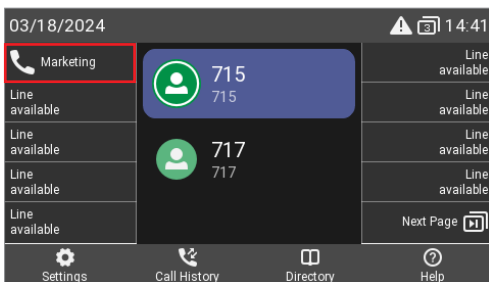 03/18/2024
3
14:41
Marketing
Line
available
Line
available
Line
available
Line
available
715
715
717
717
Line
available
Line
available
Line
available
Line
available
Next Page
Settings
Call History
Directory
Help